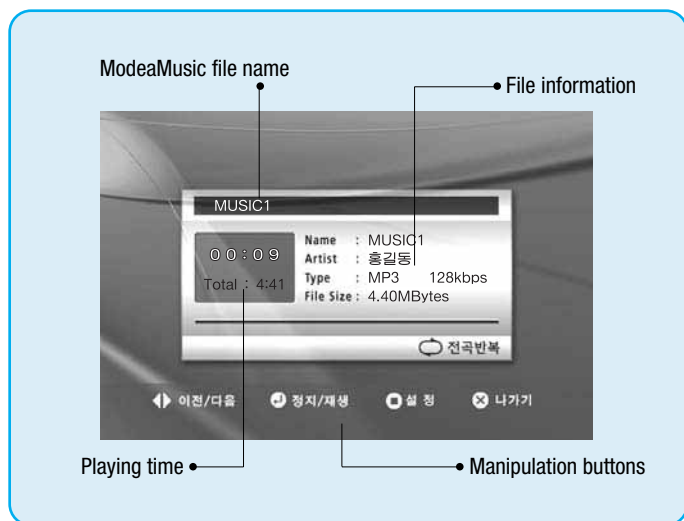 ModeaMusic file name
File information
MUSIC1
00:09
Total : 4:41
Name : MUSIC1
Artist : 홍길동
Type : MP3 128kbps
File Size : 4.40MBytes
전곡반복
이전/다음 정지/재생 설 정 나가기
Playing time
Manipulation buttons